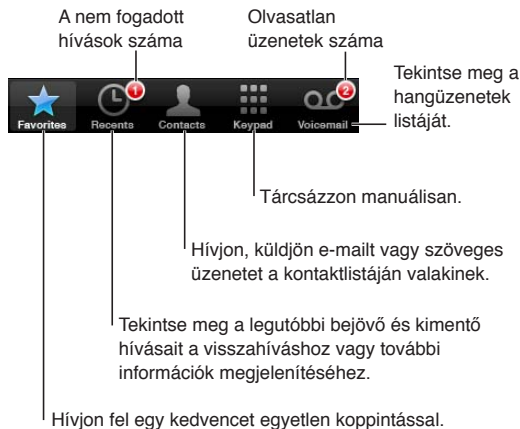 A nem fogadott
hívások száma
Olvasatlan
üzenetek száma
1
2
Favorites
Recents
Contacts
Keypad
Voicemail
Tekintse meg a
hangüzenetek
listáját.
Tárcsázzon manuálisan.
Hívjon, küldjön e-mailt vagy szöveges
üzenetet a kontaktlistáján valakinek.
Tekintse meg a legutóbbi bejövő és kimentő
hívásait a visszahíváshoz vagy további
információk megjelenítéséhez.
Hívjon fel egy kedvencet egyetlen koppintással.